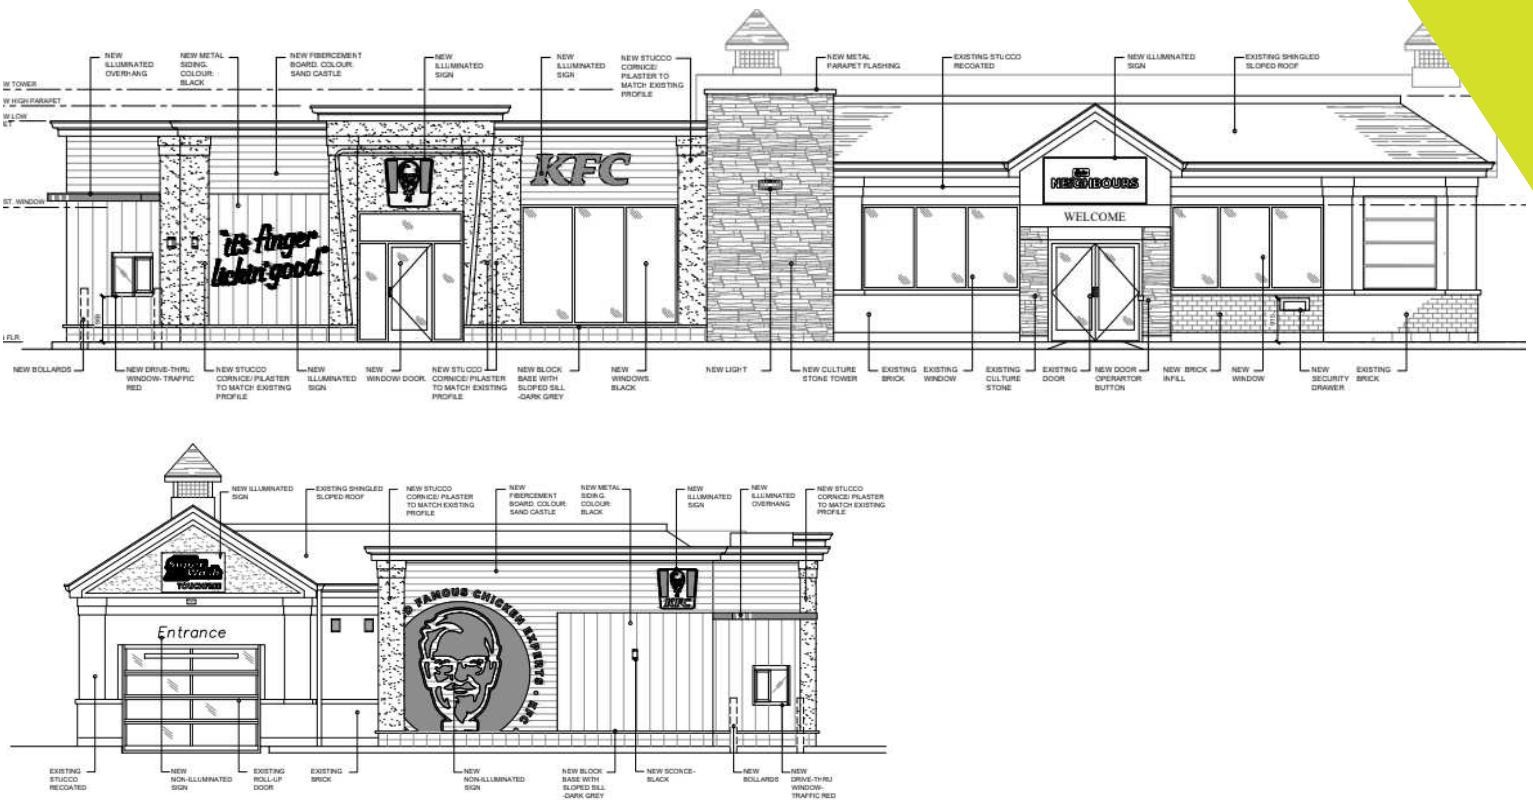 NEW
ILLUMINATED
OVERHANG
NEW METAL
SIDING.
COLOUR:
BLACK
NEW FIBERCEMENT
BOARD. COLOUR:
SAND CASTLE
NEW
ILLUMINATED
SIGN
NEW
ILLUMINATED
SIGN
NEW STUCCO
CORNICE/
PILASTER TO
MATCH EXISTING
PROFILE
NEW METAL
PARAPET FLASHING
EXISTING STUCCO
RECOATED
NEW ILLUMINATED
SIGN
EXISTING SHINGLED
SLOPED ROOF
W TOWER
W HIGH PARAPET
W LOW
ST. WINDOW
FLR.
KFC
"it's finger
lickin' good"
NEIGHBOURS
WELCOME
NEW BOLLARDS
NEW DRIVE-THRU
WINDOW- TRAFFIC
RED
NEW STUCCO
CORNICE/ PILASTER
TO MATCH EXISTING
PROFILE
NEW
ILLUMINATED
SIGN
NEW
WINDOW/ DOOR.
NEW STUCCO
CORNICE/ PILASTER
TO MATCH EXISTING
PROFILE
NEW BLOCK
BASE WITH
SLOPED SILL
-DARK GREY
NEW
WINDOWS.
BLACK
NEW LIGHT
NEW CULTURE
STONE TOWER
EXISTING
BRICK
EXISTING
WINDOW
EXISTING
CULTURE
STONE
EXISTING
DOOR
NEW DOOR
OPERARTOR
BUTTON
NEW BRICK
INFILL
NEW
WINDOW
NEW
SECURITY
DRAWER
EXISTING
BRICK
NEW ILLUMINATED
SIGN
EXISTING SHINGLED
SLOPED ROOF
NEW STUCCO
CORNICE/ PILASTER
TO MATCH EXISTING
PROFILE
NEW
FIBERCEMENT
BOARD. COLOUR:
SAND CASTLE
NEW METAL
SIDING.
COLOUR:
BLACK
NEW
ILLUMINATED
SIGN
NEW
ILLUMINATED
OVERHANG
NEW STUCCO
CORNICE/ PILASTER
TO MATCH EXISTING
PROFILE
Entrance
FAMOUS CHICKEN EXPERTS • KFC
KFC
EXISTING
STUCCO
RECOATED
NEW
NON-ILLUMINATED
SIGN
EXISTING
ROLL-UP
DOOR
EXISTING
BRICK
NEW
NON-ILLUMINATED
SIGN
NEW BLOCK
BASE WITH
SLOPED SILL
-DARK GREY
NEW SCONCE-
BLACK
NEW
BOLLARDS
NEW
DRIVE-THRU
WINDOW-
TRAFFIC RED